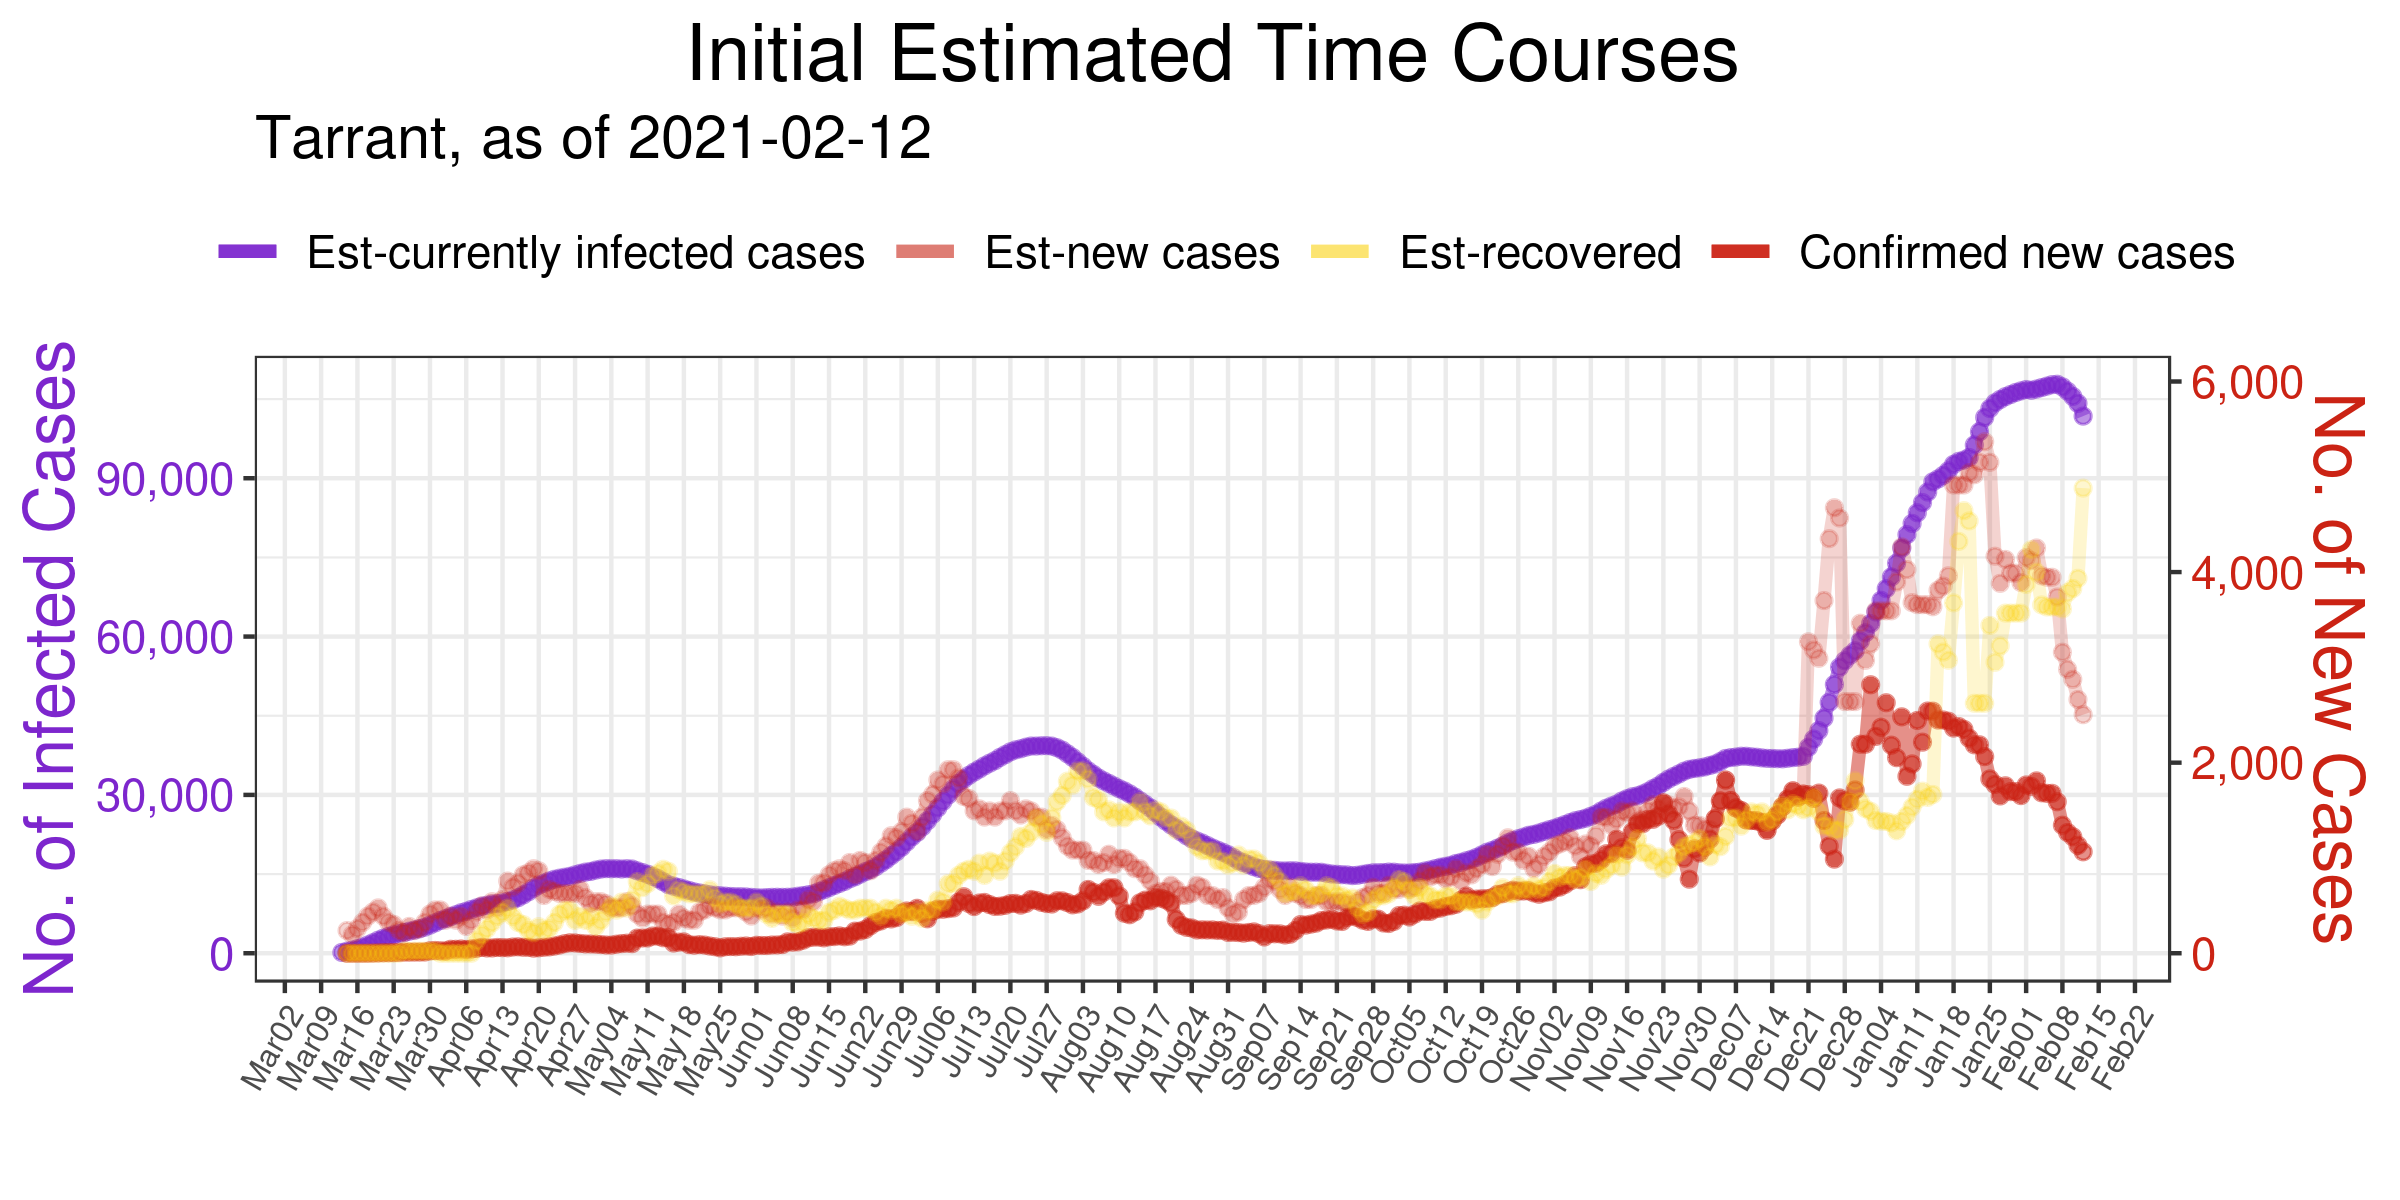 Initial Estimated Time Courses
Tarrant, as of 2021-02-12
Est-currently infected cases Est-new cases Est-recovered Confirmed new cases
No. of Infected Cases
90,000
60,000
30,000
0
6,000
4,000
2,000
0
No. of New Cases
Mar02 Mar09 Mar16 Mar23 Mar30 Apr06 Apr13 Apr20 Apr27 May04 May11 May18 May25 Jun01 Jun08 Jun15 Jun22 Jun29 Jul06 Jul13 Jul20 Jul27 Aug03 Aug10 Aug17 Aug24 Aug31 Sep07 Sep14 Sep21 Sep28 Oct05 Oct12 Oct19 Oct26 Nov02 Nov09 Nov16 Nov23 Nov30 Dec07 Dec14 Dec21 Dec28 Jan04 Jan11 Jan18 Jan25 Feb01 Feb08 Feb15 Feb22